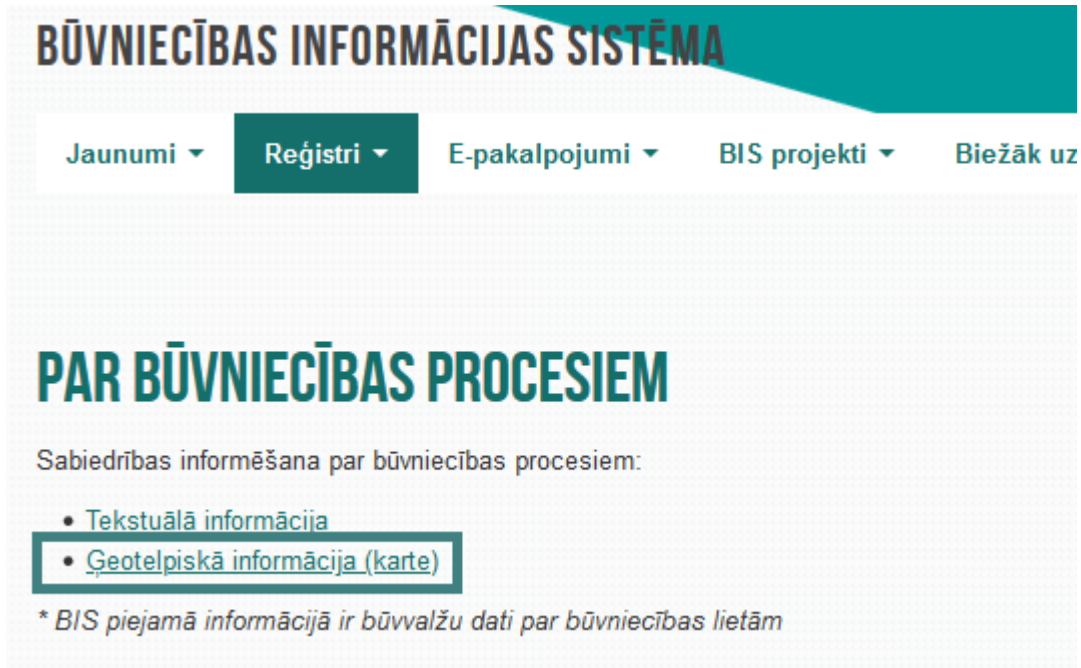 BŪVNIECĪBAS INFORMĀCIJAS SISTĒMA
Jaunumi Reģistri E-pakalpojumi BIS projekti Biežāk uz
PAR BŪVNIECĪBAS PROCESIEM
Sabiedrības informēšana par būvniecības procesiem:
• Tekstuālā informācija
• Ģeotelpiskā informācija (karte)
* BIS piejamā informācijā ir būvvalžu dati par būvniecības lietām